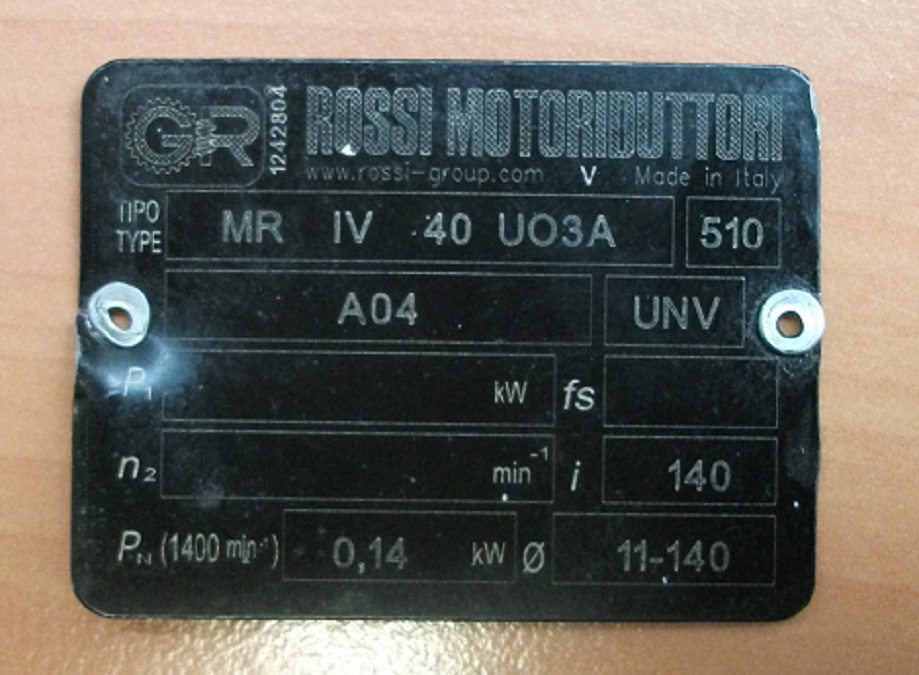 GR 1242804 ROSSI MOTORIDUTTORI
www.rossi-group.com V Made in Italy
TIPO
TYPE MR IV 40 UO3A 510
A04 UNV
P₁ kW fs
n₂ min⁻¹ i 140
P_N (1400 min⁻¹) 0,14 kW Ø 11-140